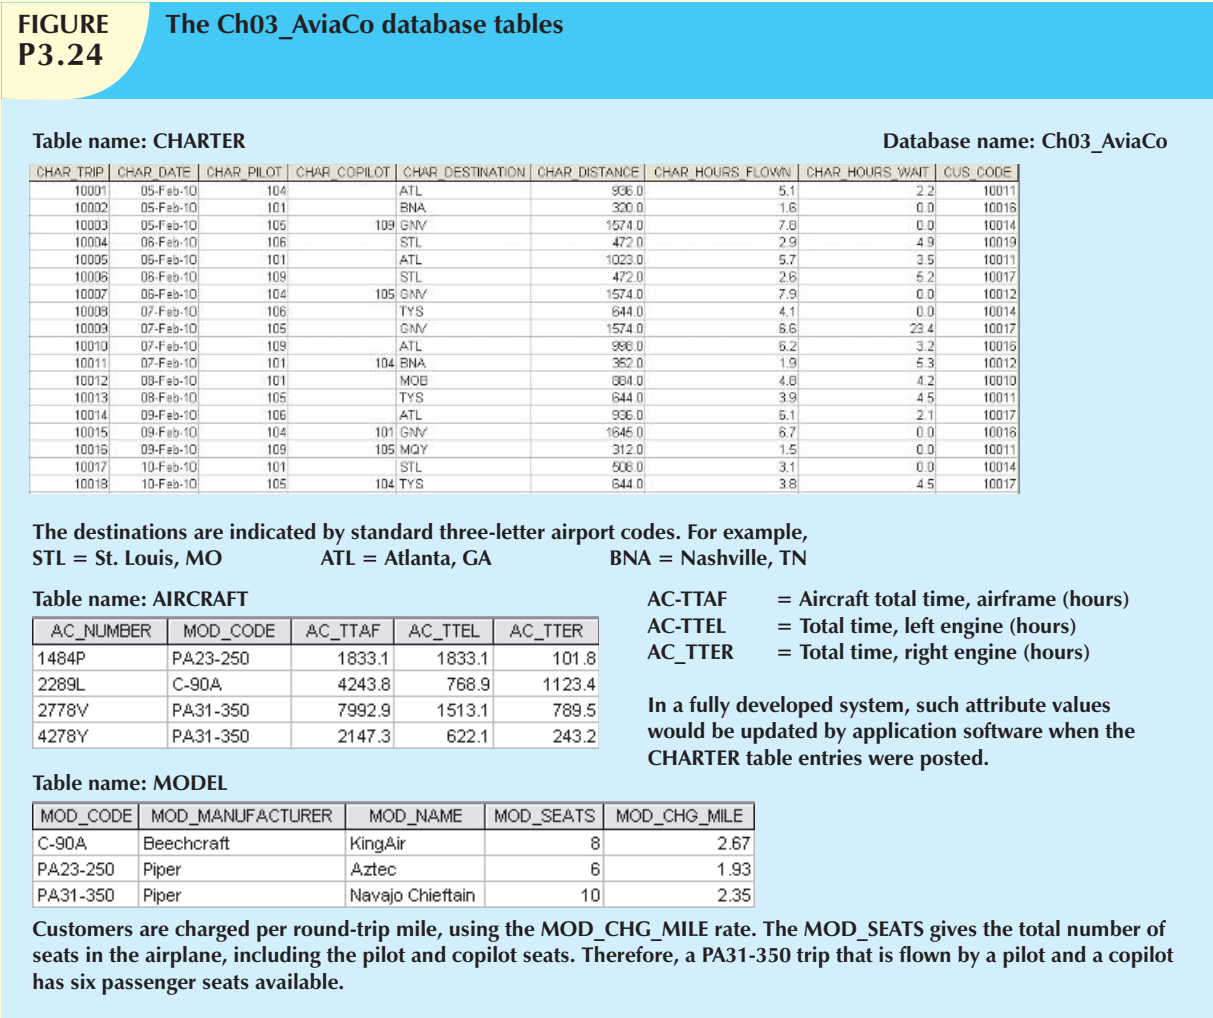 FIGURE P3.24
The Ch03_AviaCo database tables
Table name: CHARTER
Database name: Ch03_AviaCo
CHAR_TRIP CHAR_DATE CHAR_PILOT CHAR_COPILOT CHAR_DESTINATION CHAR_DISTANCE CHAR_HOURS_FLOWN CHAR_HOURS_WAIT CUS_CODE
10001 05-Feb-10 104 ATL 936.0 5.1 2.2 10011
10002 05-Feb-10 101 BNA 320.0 1.6 0.0 10016
10003 05-Feb-10 105 109 GNV 1574.0 7.8 0.0 10014
10004 06-Feb-10 106 STL 472.0 2.9 4.9 10019
10005 06-Feb-10 101 ATL 1023.0 5.7 3.5 10011
10006 06-Feb-10 109 STL 472.0 2.6 5.2 10017
10007 06-Feb-10 104 105 GNV 1574.0 7.9 0.0 10012
10008 07-Feb-10 106 TYS 644.0 4.1 0.0 10014
10009 07-Feb-10 105 GNV 1574.0 6.6 23.4 10017
10010 07-Feb-10 109 ATL 998.0 6.2 3.2 10016
10011 07-Feb-10 101 104 BNA 352.0 1.9 5.3 10012
10012 08-Feb-10 101 MOB 884.0 4.8 4.2 10010
10013 08-Feb-10 105 TYS 644.0 3.9 4.5 10011
10014 09-Feb-10 106 ATL 936.0 6.1 2.1 10017
10015 09-Feb-10 104 101 GNV 1645.0 6.7 0.0 10016
10016 09-Feb-10 109 105 MQY 312.0 1.5 0.0 10011
10017 10-Feb-10 101 STL 508.0 3.1 0.0 10014
10018 10-Feb-10 105 104 TYS 644.0 3.8 4.5 10017
The destinations are indicated by standard three-letter airport codes. For example,
STL = St. Louis, MO ATL = Atlanta, GA BNA = Nashville, TN
Table name: AIRCRAFT
AC_NUMBER MOD_CODE AC_TTAF AC_TTEL AC_TTER
1484P PA23-250 1833.1 1833.1 101.8
2289L C-90A 4243.8 768.9 1123.4
2778V PA31-350 7992.9 1513.1 789.5
4278Y PA31-350 2147.3 622.1 243.2
AC-TTAF = Aircraft total time, airframe (hours)
AC-TTEL = Total time, left engine (hours)
AC_TTER = Total time, right engine (hours)
In a fully developed system, such attribute values
would be updated by application software when the
CHARTER table entries were posted.
Table name: MODEL
MOD_CODE MOD_MANUFACTURER MOD_NAME MOD_SEATS MOD_CHG_MILE
C-90A Beechcraft KingAir 8 2.67
PA23-250 Piper Aztec 6 1.93
PA31-350 Piper Navajo Chieftain 10 2.35
Customers are charged per round-trip mile, using the MOD_CHG_MILE rate. The MOD_SEATS gives the total number of
seats in the airplane, including the pilot and copilot seats. Therefore, a PA31-350 trip that is flown by a pilot and a copilot
has six passenger seats available.